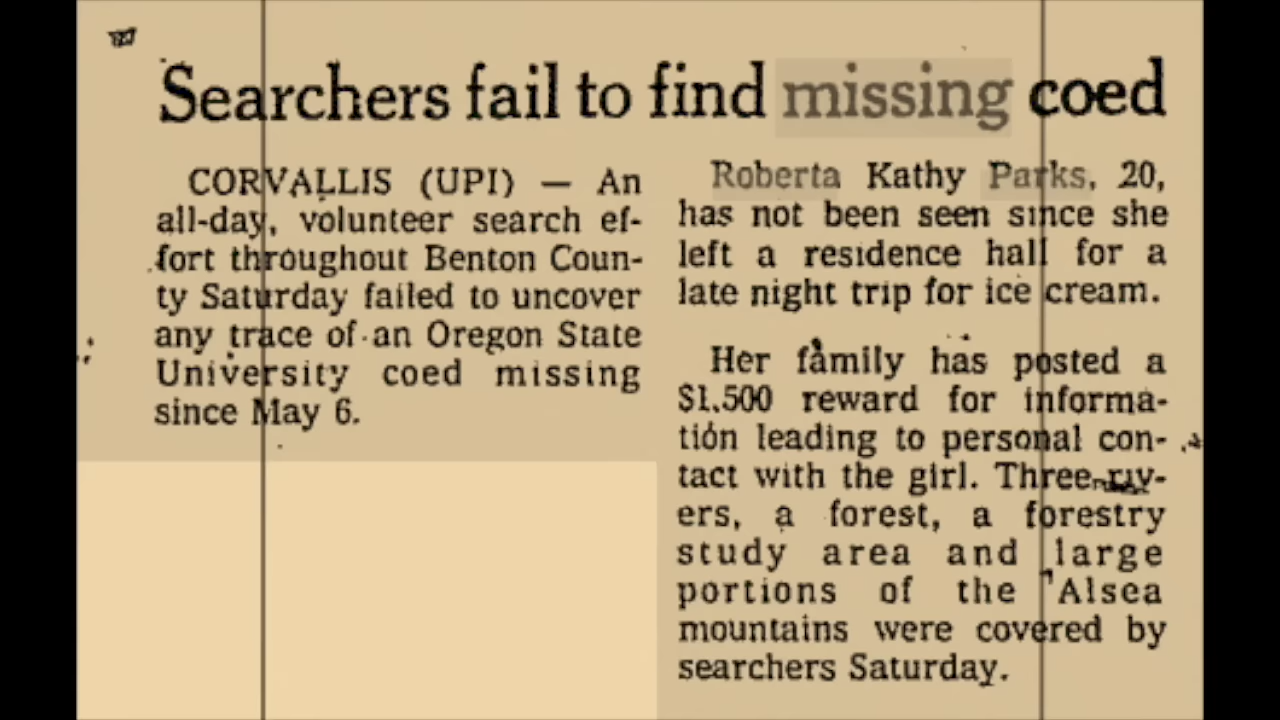 Searchers fail to find missing coed
CORVALLIS (UPI) — An
all-day, volunteer search ef-
fort throughout Benton Coun-
ty Saturday failed to uncover
any trace of an Oregon State
University coed missing
since May 6.
Roberta Kathy Parks, 20,
has not been seen since she
left a residence hall for a
late night trip for ice cream.
Her family has posted a
$1,500 reward for informa-
tion leading to personal con-
tact with the girl. Three riv-
ers, a forest, a forestry
study area and large
portions of the Alsea
mountains were covered by
searchers Saturday.